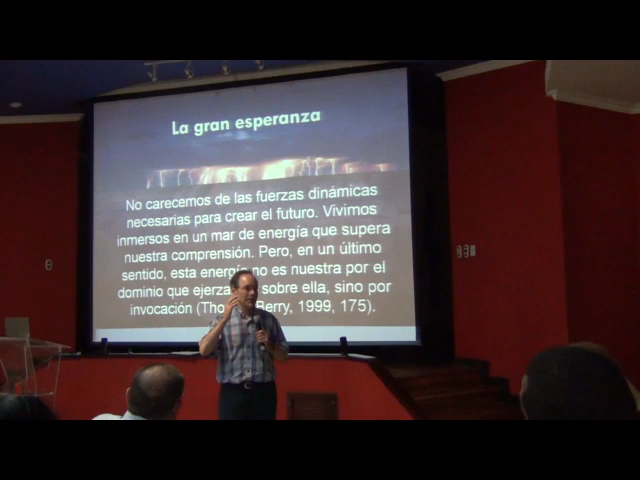 La gran esperanza
No carecemos de las fuerzas dinámicas
necesarias para crear el futuro. Vivimos
inmersos en un mar de energía que supera
nuestra comprensión. Pero, en un último
sentido, esta energía no es nuestra por el
dominio que sobre ella, sino por
invocación (Berry, 1999, 175).